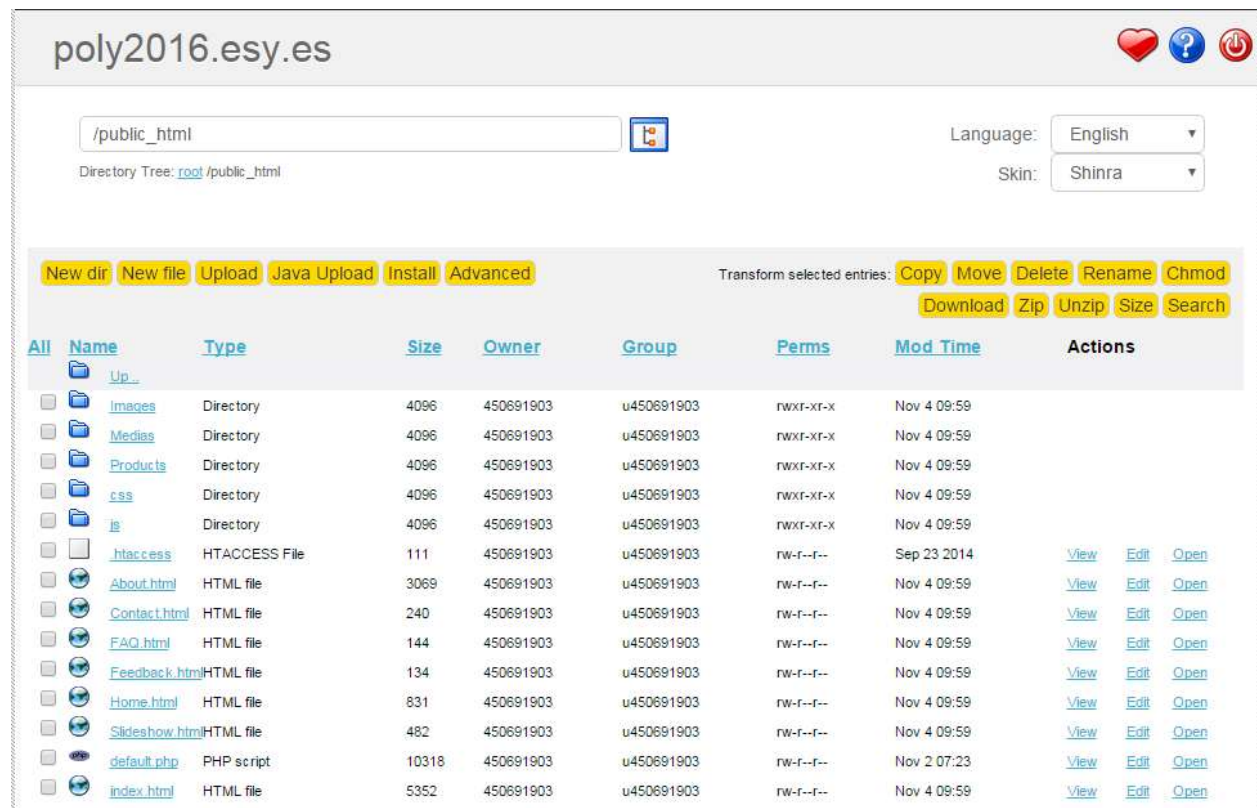 poly2016.esy.es
/public_html
Language: English
Directory Tree: root /public_html
Skin: Shinra
New dir New file Upload Java Upload Install Advanced
Transform selected entries: Copy Move Delete Rename Chmod
Download Zip Unzip Size Search
All Name Type Size Owner Group Perms Mod Time Actions
Up ..
Images Directory 4096 450691903 u450691903 rwxr-xr-x Nov 4 09:59
Medias Directory 4096 450691903 u450691903 rwxr-xr-x Nov 4 09:59
Products Directory 4096 450691903 u450691903 rwxr-xr-x Nov 4 09:59
css Directory 4096 450691903 u450691903 rwxr-xr-x Nov 4 09:59
js Directory 4096 450691903 u450691903 rwxr-xr-x Nov 4 09:59
.htaccess HTACCESS File 111 450691903 u450691903 rw-r--r-- Sep 23 2014 View Edit Open
About.html HTML file 3069 450691903 u450691903 rw-r--r-- Nov 4 09:59 View Edit Open
Contact.html HTML file 240 450691903 u450691903 rw-r--r-- Nov 4 09:59 View Edit Open
FAQ.html HTML file 144 450691903 u450691903 rw-r--r-- Nov 4 09:59 View Edit Open
Feedback.html HTML file 134 450691903 u450691903 rw-r--r-- Nov 4 09:59 View Edit Open
Home.html HTML file 831 450691903 u450691903 rw-r--r-- Nov 4 09:59 View Edit Open
Slideshow.html HTML file 482 450691903 u450691903 rw-r--r-- Nov 4 09:59 View Edit Open
default.php PHP script 10318 450691903 u450691903 rw-r--r-- Nov 2 07:23 View Edit Open
index.html HTML file 5352 450691903 u450691903 rw-r--r-- Nov 4 09:59 View Edit Open